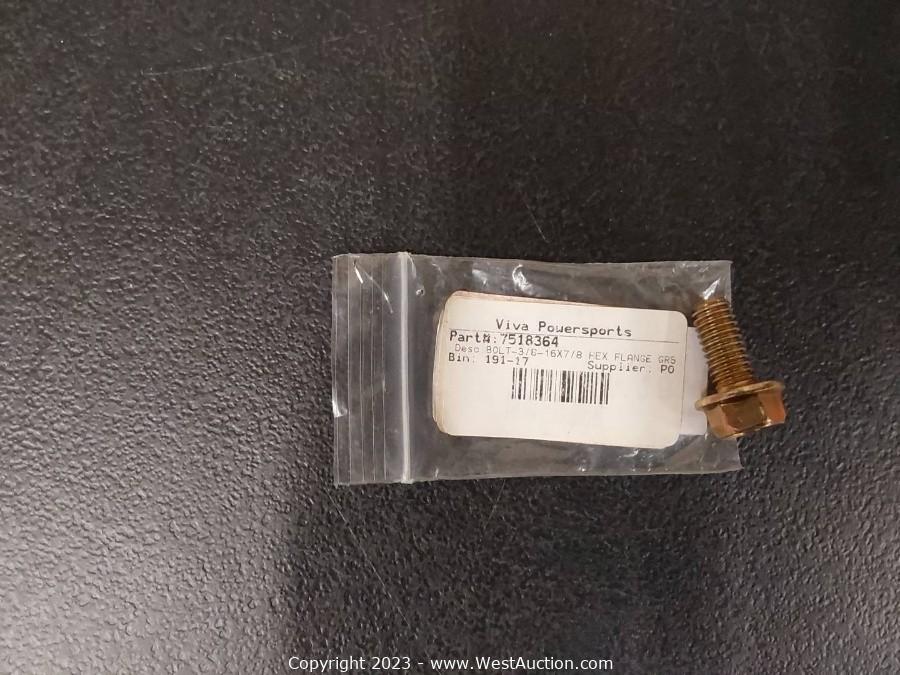 Viva Powersports
Part#:7518364
Desc BOLT-3/8-16X7/8 HEX FLANGE GR5
Bin: 191-17 Supplier: PO
Copyright 2023 - www.WestAuction.com